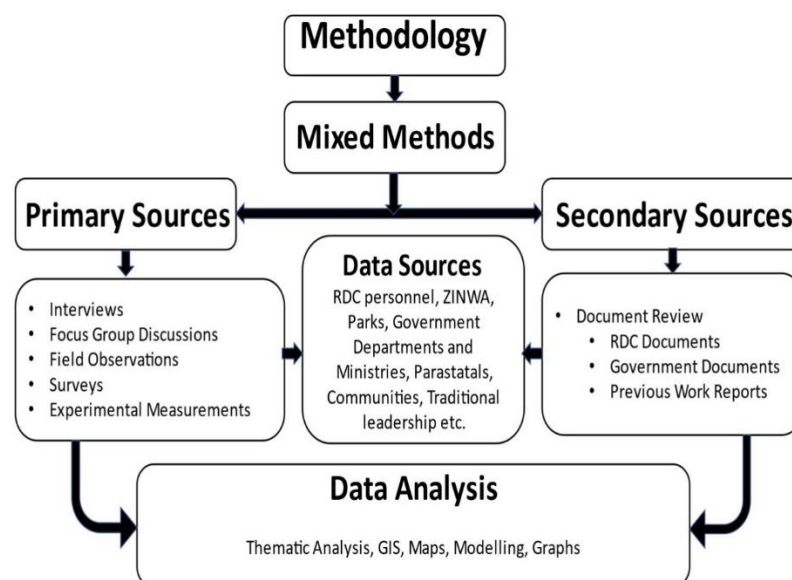 Methodology
Mixed Methods
Primary Sources
Secondary Sources
• Interviews
• Focus Group Discussions
• Field Observations
• Surveys
• Experimental Measurements
Data Sources
RDC personnel, ZINWA,
Parks, Government
Departments and
Ministries, Parastatals,
Communities, Traditional
leadership etc.
• Document Review
• RDC Documents
• Government Documents
• Previous Work Reports
Data Analysis
Thematic Analysis, GIS, Maps, Modelling, Graphs